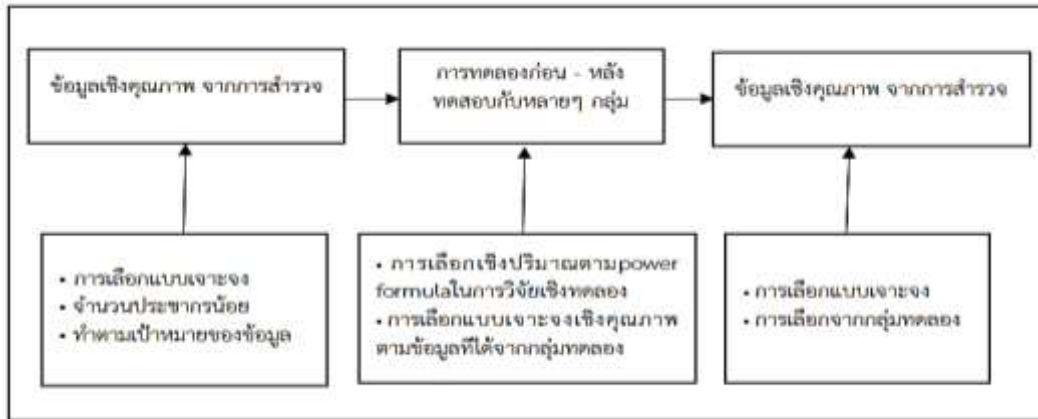 ข้อมูลเชิงคุณภาพ จากการสำรวจ
การทดลองก่อน - หลัง
ทดสอบกับหลายๆ กลุ่ม
ข้อมูลเชิงคุณภาพ จากการสำรวจ
• การเลือกแบบเจาะจง
• จำนวนประชากรน้อย
• ทำตามเป้าหมายของข้อมูล
• การเลือกเชิงปริมาณตามpower
formulaในการวิจัยเชิงทดลอง
• การเลือกแบบเจาะจงเชิงคุณภาพ
ตามข้อมูลที่ได้จากกลุ่มทดลอง
• การเลือกแบบเจาะจง
• การเลือกจากกลุ่มทดลอง